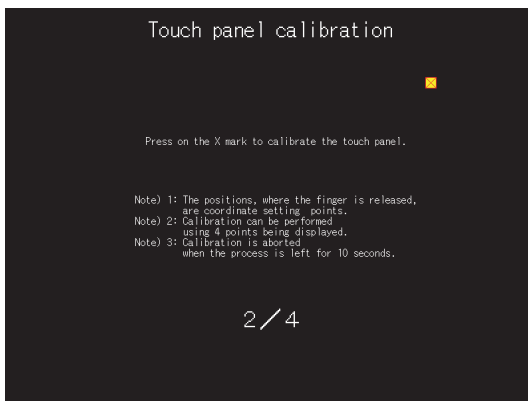 Touch panel calibration
X
Press on the X mark to calibrate the touch panel.
Note) 1: The positions, where the finger is released,
are coordinate setting points.
Note) 2: Calibration can be performed
using 4 points being displayed.
Note) 3: Calibration is aborted
when the process is left for 10 seconds.
2/4